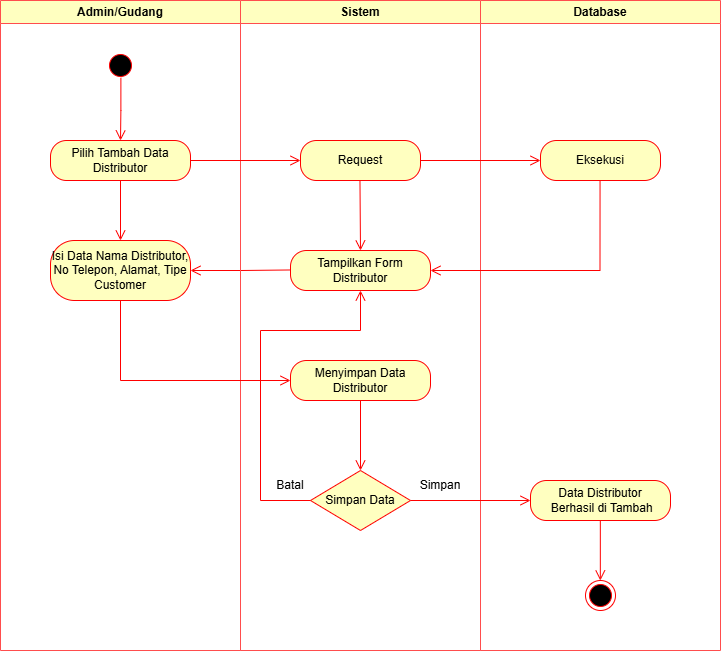 Admin/Gudang
Sistem
Database
Pilih Tambah Data
Distributor
Request
Eksekusi
Isi Data Nama Distributor,
No Telepon, Alamat, Tipe
Customer
Tampilkan Form
Distributor
Menyimpan Data
Distributor
Batal
Simpan Data
Simpan
Data Distributor
Berhasil di Tambah